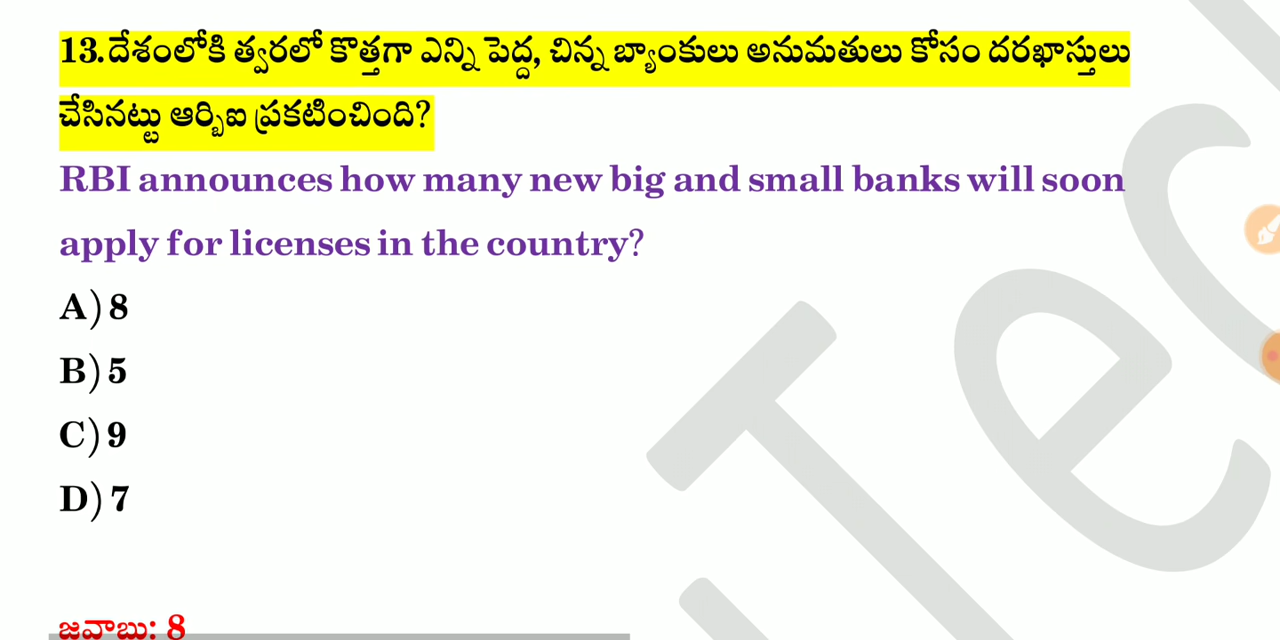 13.దేశంలోకి త్వరలో కొత్తగా ఎన్ని పెద్ద, చిన్న బ్యాంకులు అనుమతులు కోసం దరఖాస్తులు
చేసినట్టు ఆర్బిఐ ప్రకటించింది?
RBI announces how many new big and small banks will soon
apply for licenses in the country?
A) 8
B) 5
C) 9
D) 7
జవాబు: 8